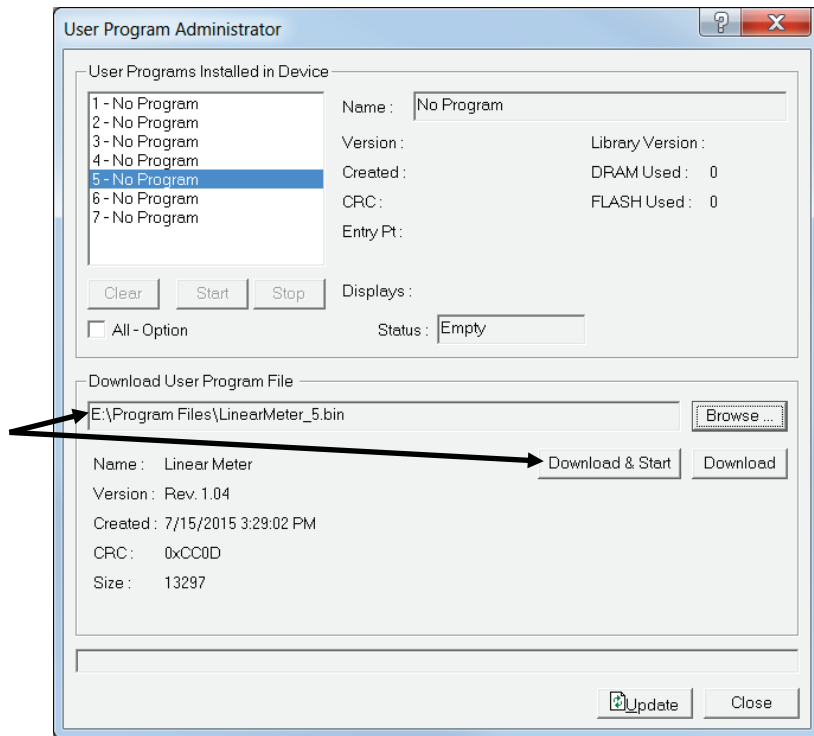 User Program Administrator
User Programs Installed in Device
1 - No Program
2 - No Program
3 - No Program
4 - No Program
5 - No Program
6 - No Program
7 - No Program
Name : No Program
Version : Library Version :
Created : DRAM Used : 0
CRC : FLASH Used : 0
Entry Pt :
Clear Start Stop Displays :
All - Option Status : Empty
Download User Program File
E:\Program Files\LinearMeter_5.bin Browse ...
Download & Start Download
Name : Linear Meter
Version : Rev. 1.04
Created : 7/15/2015 3:29:02 PM
CRC : 0xCC0D
Size : 13297
Update Close